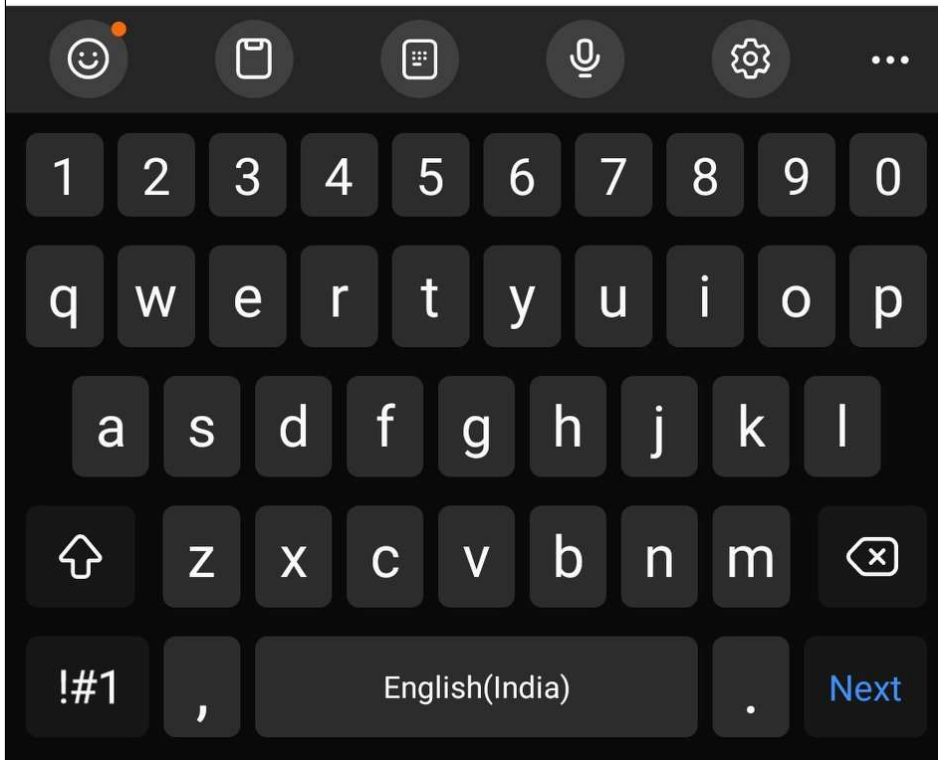 1 2 3 4 5 6 7 8 9 0
q w e r t y u i o p
a s d f g h j k l
z x c v b n m
!#1 , English(India) . Next